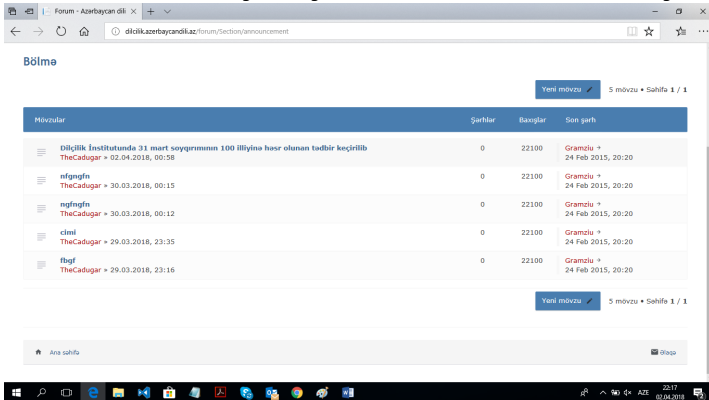 Forum - Azərbaycan dili
dilcilik.azerbaycandili.az/forum/Section/announcement
Bölmə
Yeni mövzu
5 mövzu • Səhifə 1 / 1
Mövzular Şərhlər Baxışlar Son şərh
Dilçilik İnstitutunda 31 mart soyqırımının 100 illiyinə həsr olunan tədbir keçirilib 0 22100 Gramziu
TheCadugar » 02.04.2018, 00:58 24 Feb 2015, 20:20
nfgngfn 0 22100 Gramziu
TheCadugar » 30.03.2018, 00:15 24 Feb 2015, 20:20
ngfngfn 0 22100 Gramziu
TheCadugar » 30.03.2018, 00:12 24 Feb 2015, 20:20
cimi 0 22100 Gramziu
TheCadugar » 29.03.2018, 23:35 24 Feb 2015, 20:20
fbgf 0 22100 Gramziu
TheCadugar » 29.03.2018, 23:16 24 Feb 2015, 20:20
Yeni mövzu
5 mövzu • Səhifə 1 / 1
Ana səhifə Əlaqə
AZE 22:17
02.04.2018